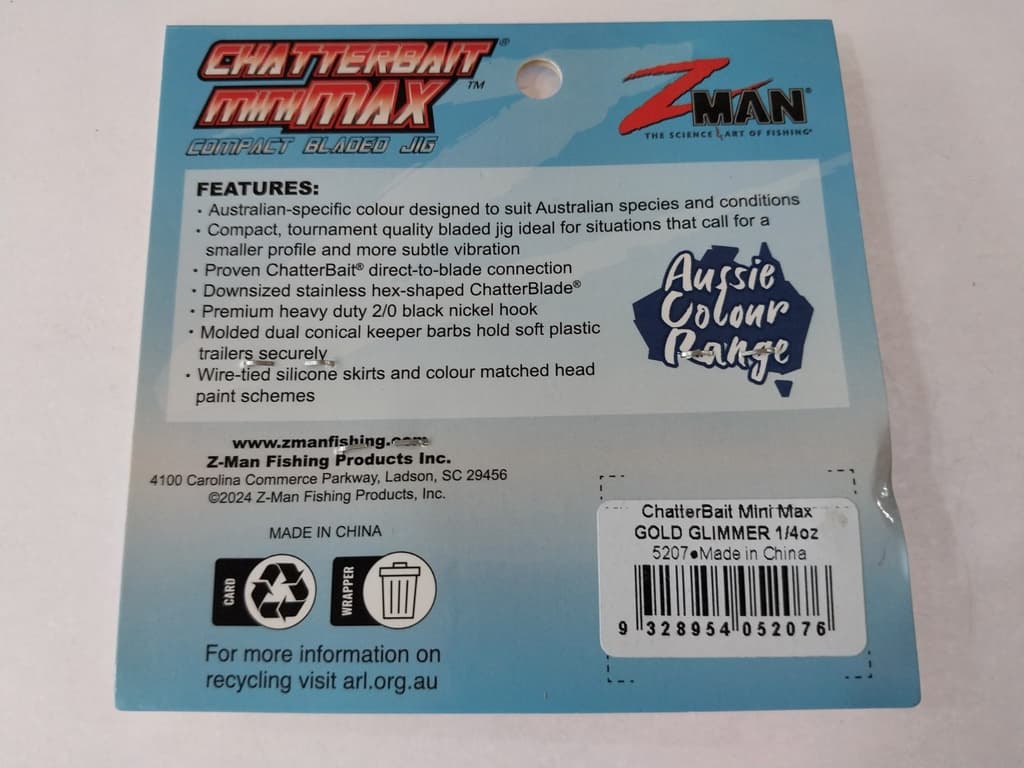 CHATTERBAIT®
MINIMAX™
COMPACT BLADED JIG
ZMAN®
THE SCIENCE & ART OF FISHING®
FEATURES:
· Australian-specific colour designed to suit Australian species and conditions
· Compact, tournament quality bladed jig ideal for situations that call for a
smaller profile and more subtle vibration
· Proven ChatterBait® direct-to-blade connection
· Downsized stainless hex-shaped ChatterBlade®
· Premium heavy duty 2/0 black nickel hook
· Molded dual conical keeper barbs hold soft plastic
trailers securely
· Wire-tied silicone skirts and colour matched head
paint schemes
Aussie
Colour
Range
www.zmanfishing.com
Z-Man Fishing Products Inc.
4100 Carolina Commerce Parkway, Ladson, SC 29456
©2024 Z-Man Fishing Products, Inc.
MADE IN CHINA
CARD
WRAPPER
For more information on
recycling visit arl.org.au
ChatterBait Mini Max
GOLD GLIMMER 1/4oz
5207●Made in China
9 328954 052076